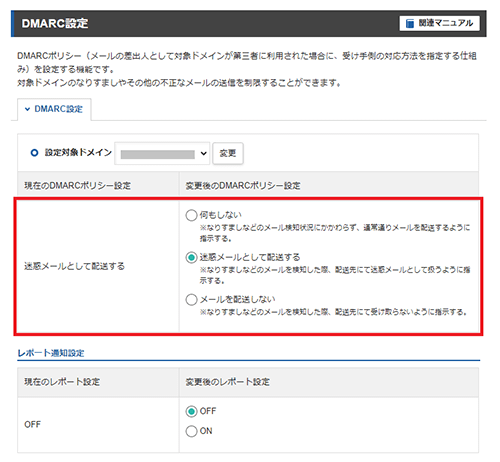 DMARC設定
関連マニュアル
DMARCポリシー（メールの差出人として対象ドメインが第三者に利用された場合に、受け手側の対応方法を指定する仕組
み）を設定する機能です。
対象ドメインのなりすましやその他の不正なメールの送信を制限することができます。
DMARC設定
設定対象ドメイン
変更
現在のDMARCポリシー設定
変更後のDMARCポリシー設定
迷惑メールとして配送する
何もしない
※なりすましなどのメール検知状況にかかわらず、通常通りメールを配送するように
指示する。
迷惑メールとして配送する
※なりすましなどのメールを検知した際、配送先にて迷惑メールとして扱うように指
示する。
メールを配送しない
※なりすましなどのメールを検知した際、配送先にて受け取らないように指示する。
レポート通知設定
現在のレポート設定
変更後のレポート設定
OFF
OFF
ON